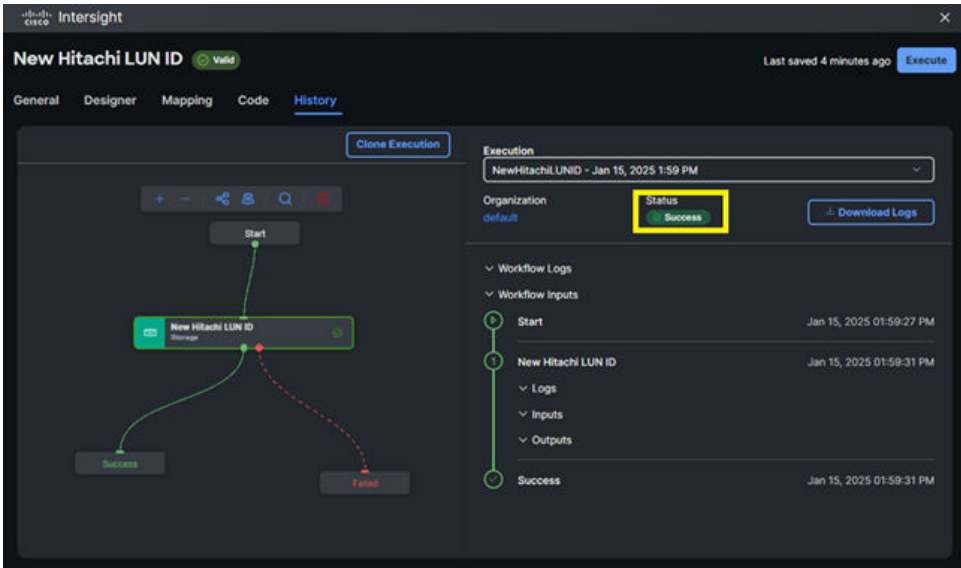 cisco Intersight
New Hitachi LUN ID Valid
Last saved 4 minutes ago Execute
General Designer Mapping Code History
Clone Execution
Start
New Hitachi LUN ID
Storage
Success
Failed
Execution
NewHitachiLUNID - Jan 15, 2025 1:59 PM
Organization Status
default Success Download Logs
Workflow Logs
Workflow Inputs
Start Jan 15, 2025 01:59:27 PM
1 New Hitachi LUN ID Jan 15, 2025 01:59:31 PM
Logs
Inputs
Outputs
Success Jan 15, 2025 01:59:31 PM